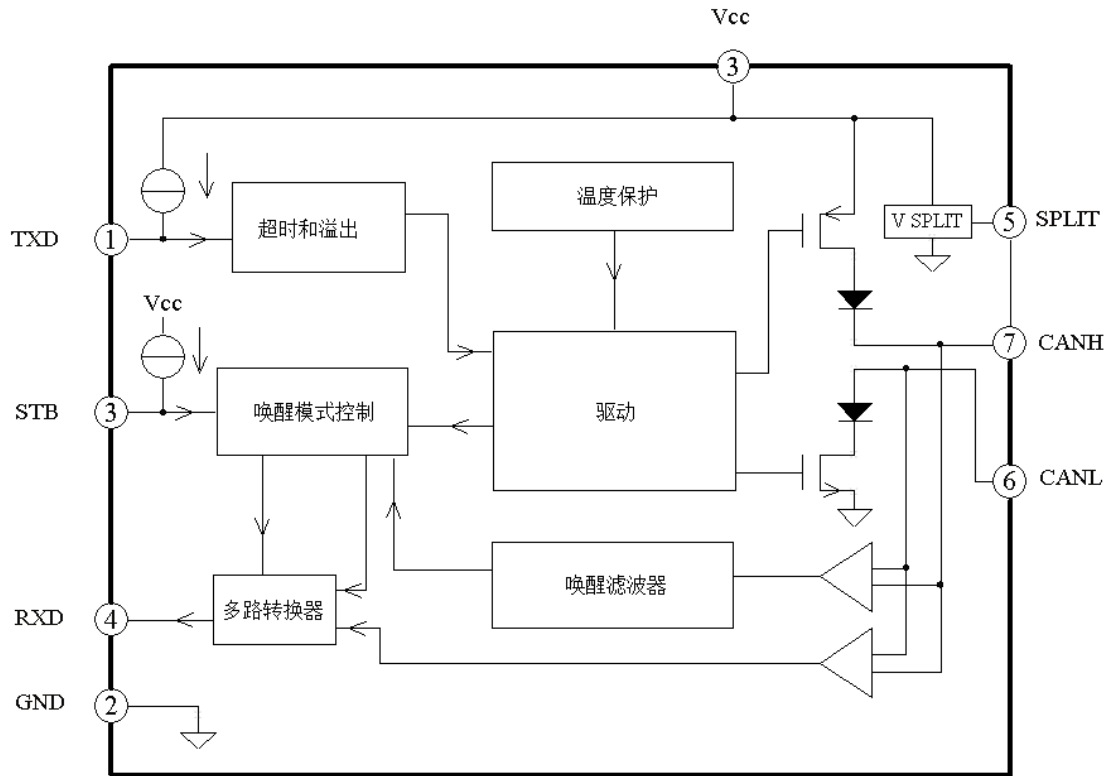 Vcc
3
温度保护
超时和溢出
V SPLIT
5 SPLIT
TXD 1
Vcc
7 CANH
STB 3
唤醒模式控制
驱动
6 CANL
唤醒滤波器
多路转换器
RXD 4
GND 2